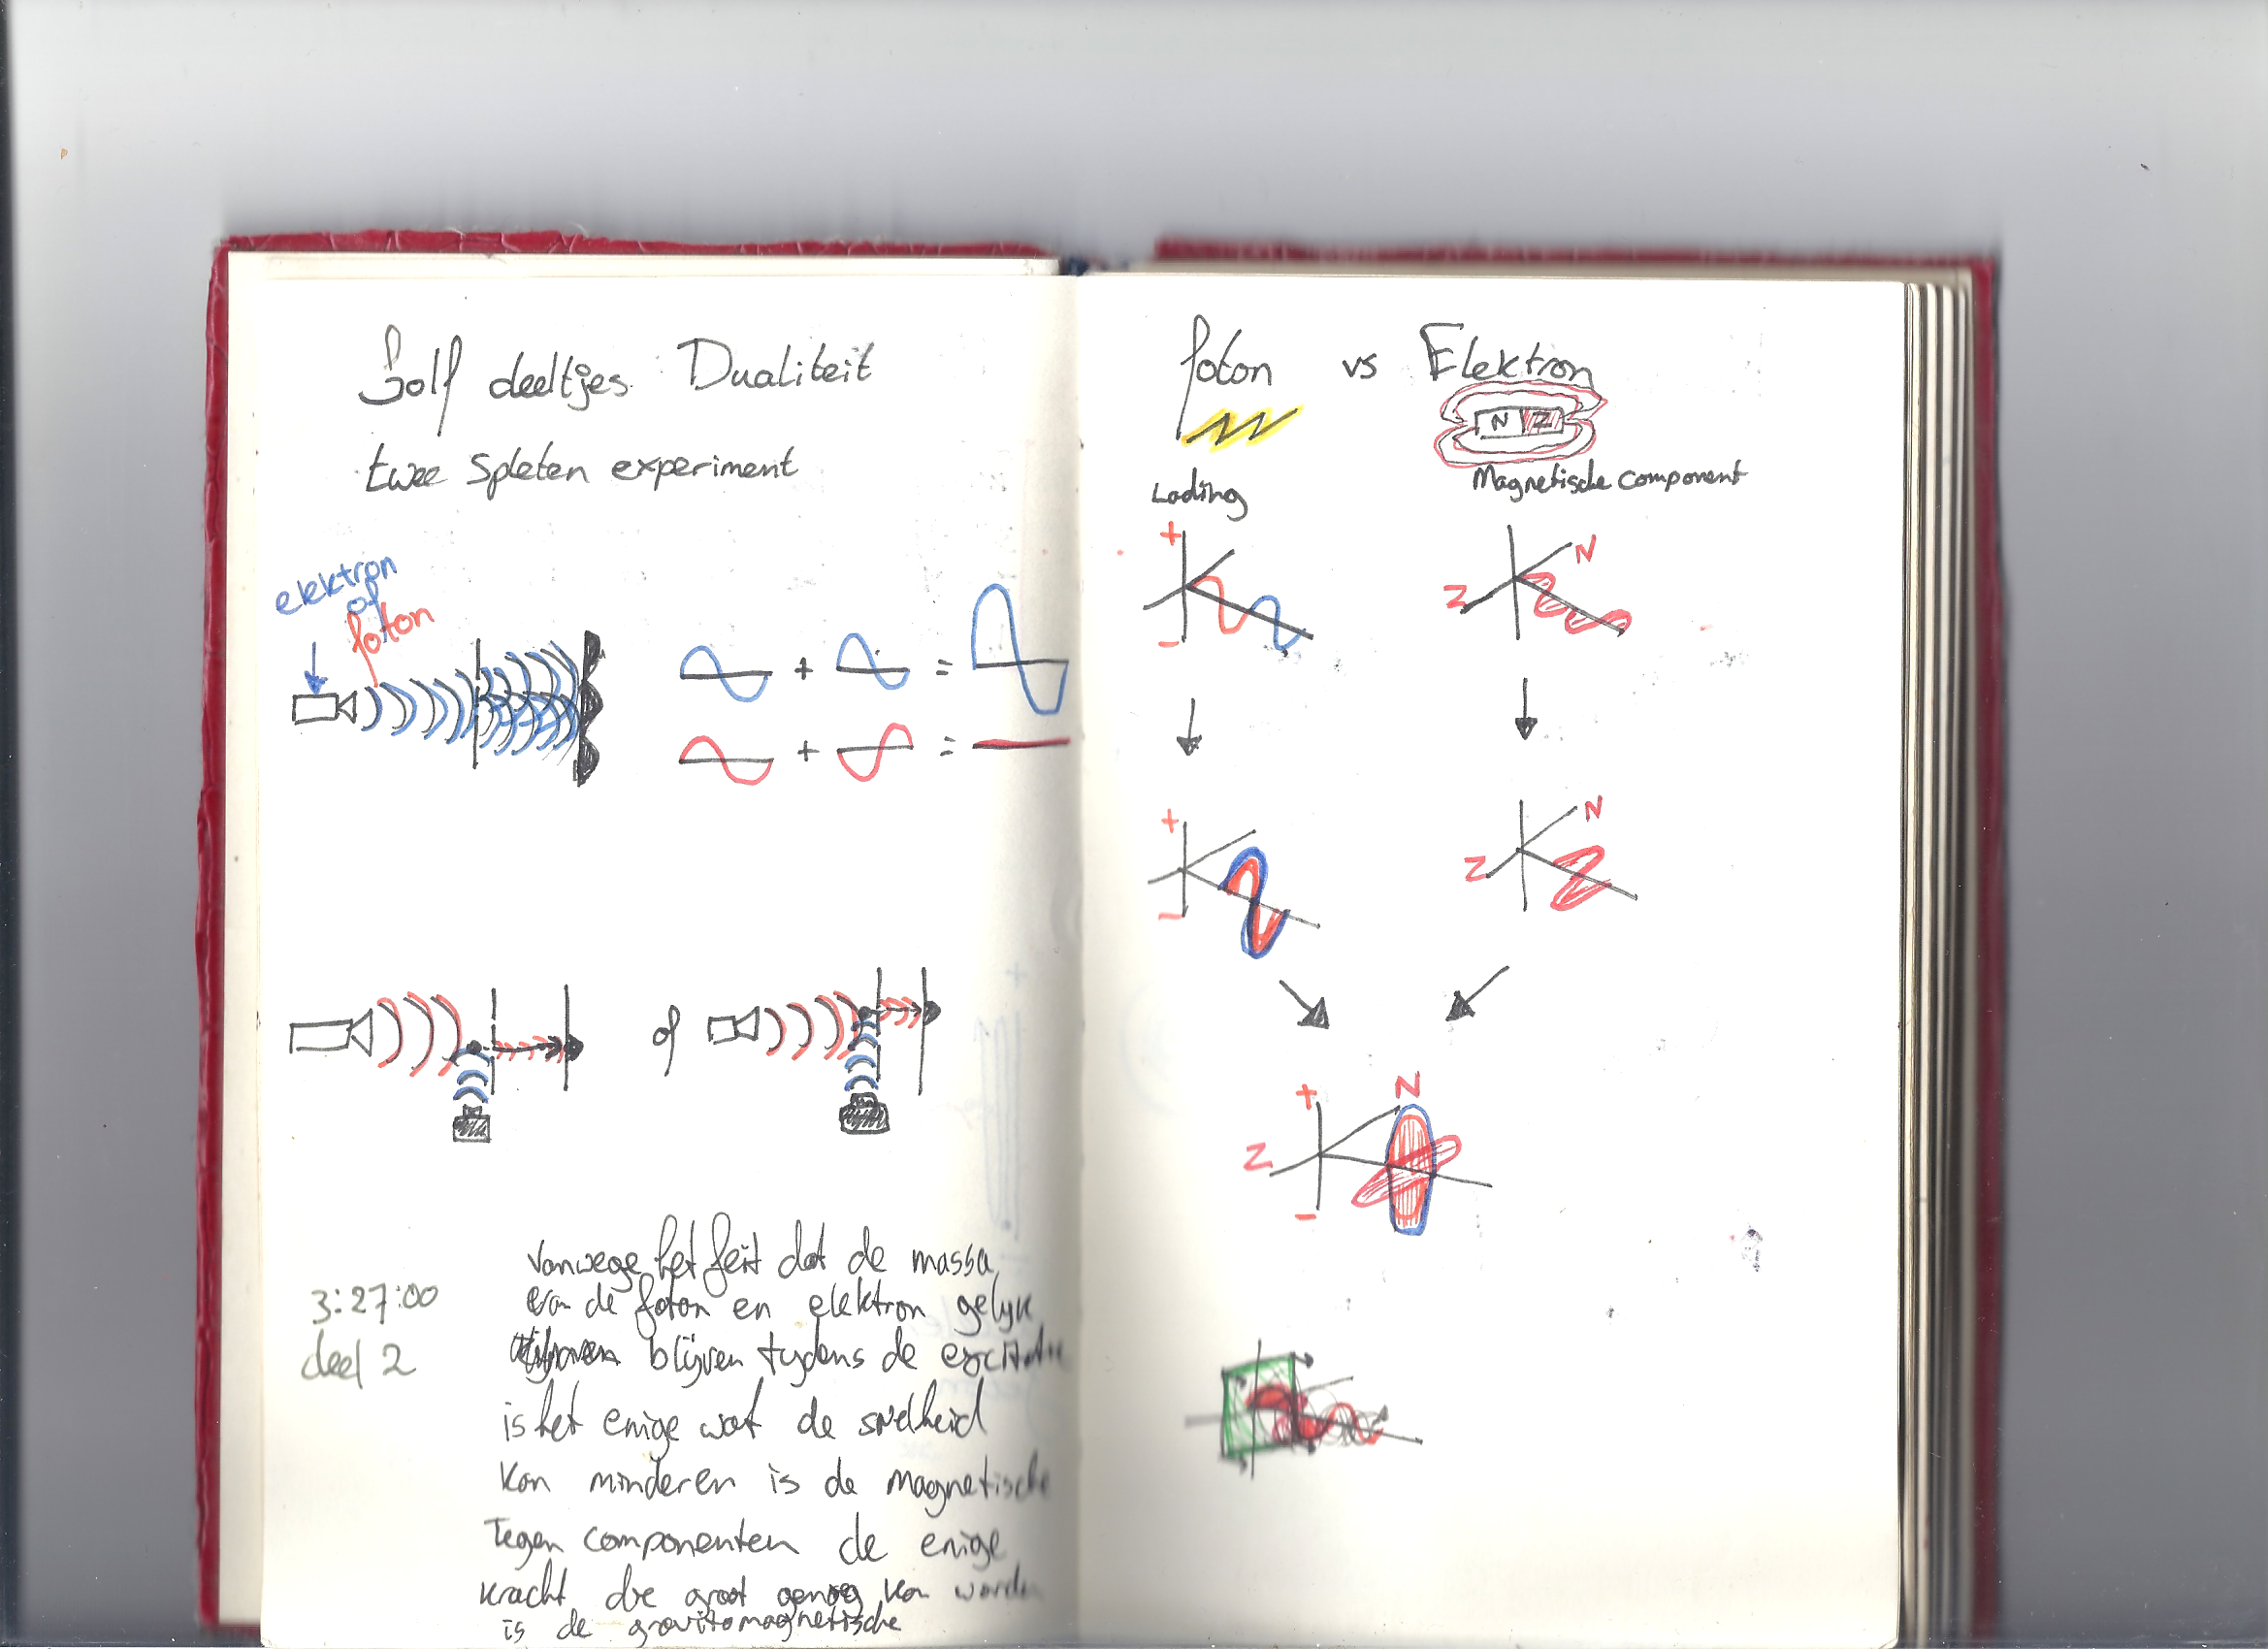 Golf deeltjes Dualiteit
twee Spleten experiment
elektron
of
foton
+ =
+ =
of
3:27:00
deel 2
Vanwege het feit dat de massa
van de foton en elektron gelijk
blijven tijdens de excitatie
is het enige wat de snelheid
kan minderen is de magnetische
tegen componenten de enige
kracht die groot genoeg kan worden
is de gravitomagnetische
foton vs Elektron
N Z
Lading
Magnetische component
+
-
N
Z
+
-
N
Z
+
N
Z
-